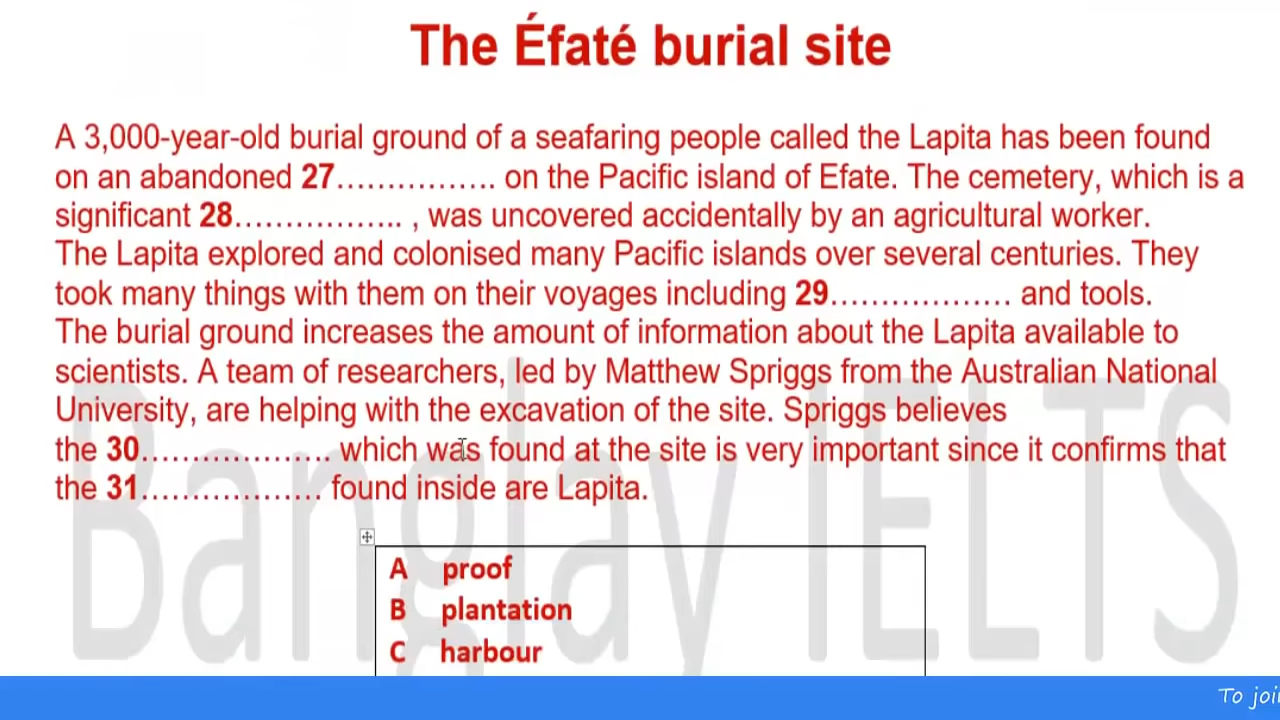 The Éfaté burial site
A 3,000-year-old burial ground of a seafaring people called the Lapita has been found
on an abandoned 27……………. on the Pacific island of Efate. The cemetery, which is a
significant 28…………….. , was uncovered accidentally by an agricultural worker.
The Lapita explored and colonised many Pacific islands over several centuries. They
took many things with them on their voyages including 29……………… and tools.
The burial ground increases the amount of information about the Lapita available to
scientists. A team of researchers, led by Matthew Spriggs from the Australian National
University, are helping with the excavation of the site. Spriggs believes
the 30………………. which was found at the site is very important since it confirms that
the 31……………… found inside are Lapita.
Banglay IELTS
A proof
B plantation
C harbour
To